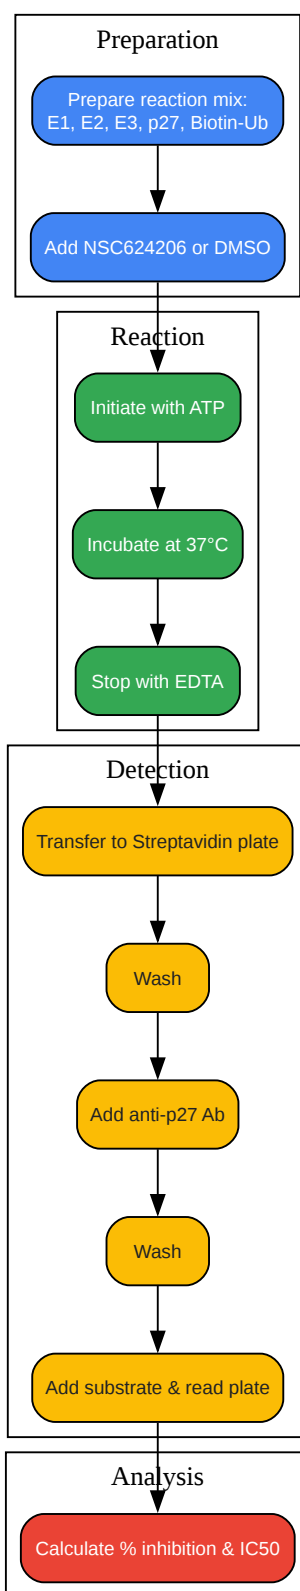 Preparation
Prepare reaction mix:
E1, E2, E3, p27, Biotin-Ub
Add NSC624206 or DMSO
Reaction
Initiate with ATP
Incubate at 37°C
Stop with EDTA
Detection
Transfer to Streptavidin plate
Wash
Add anti-p27 Ab
Wash
Add substrate & read plate
Analysis
Calculate % inhibition & IC50